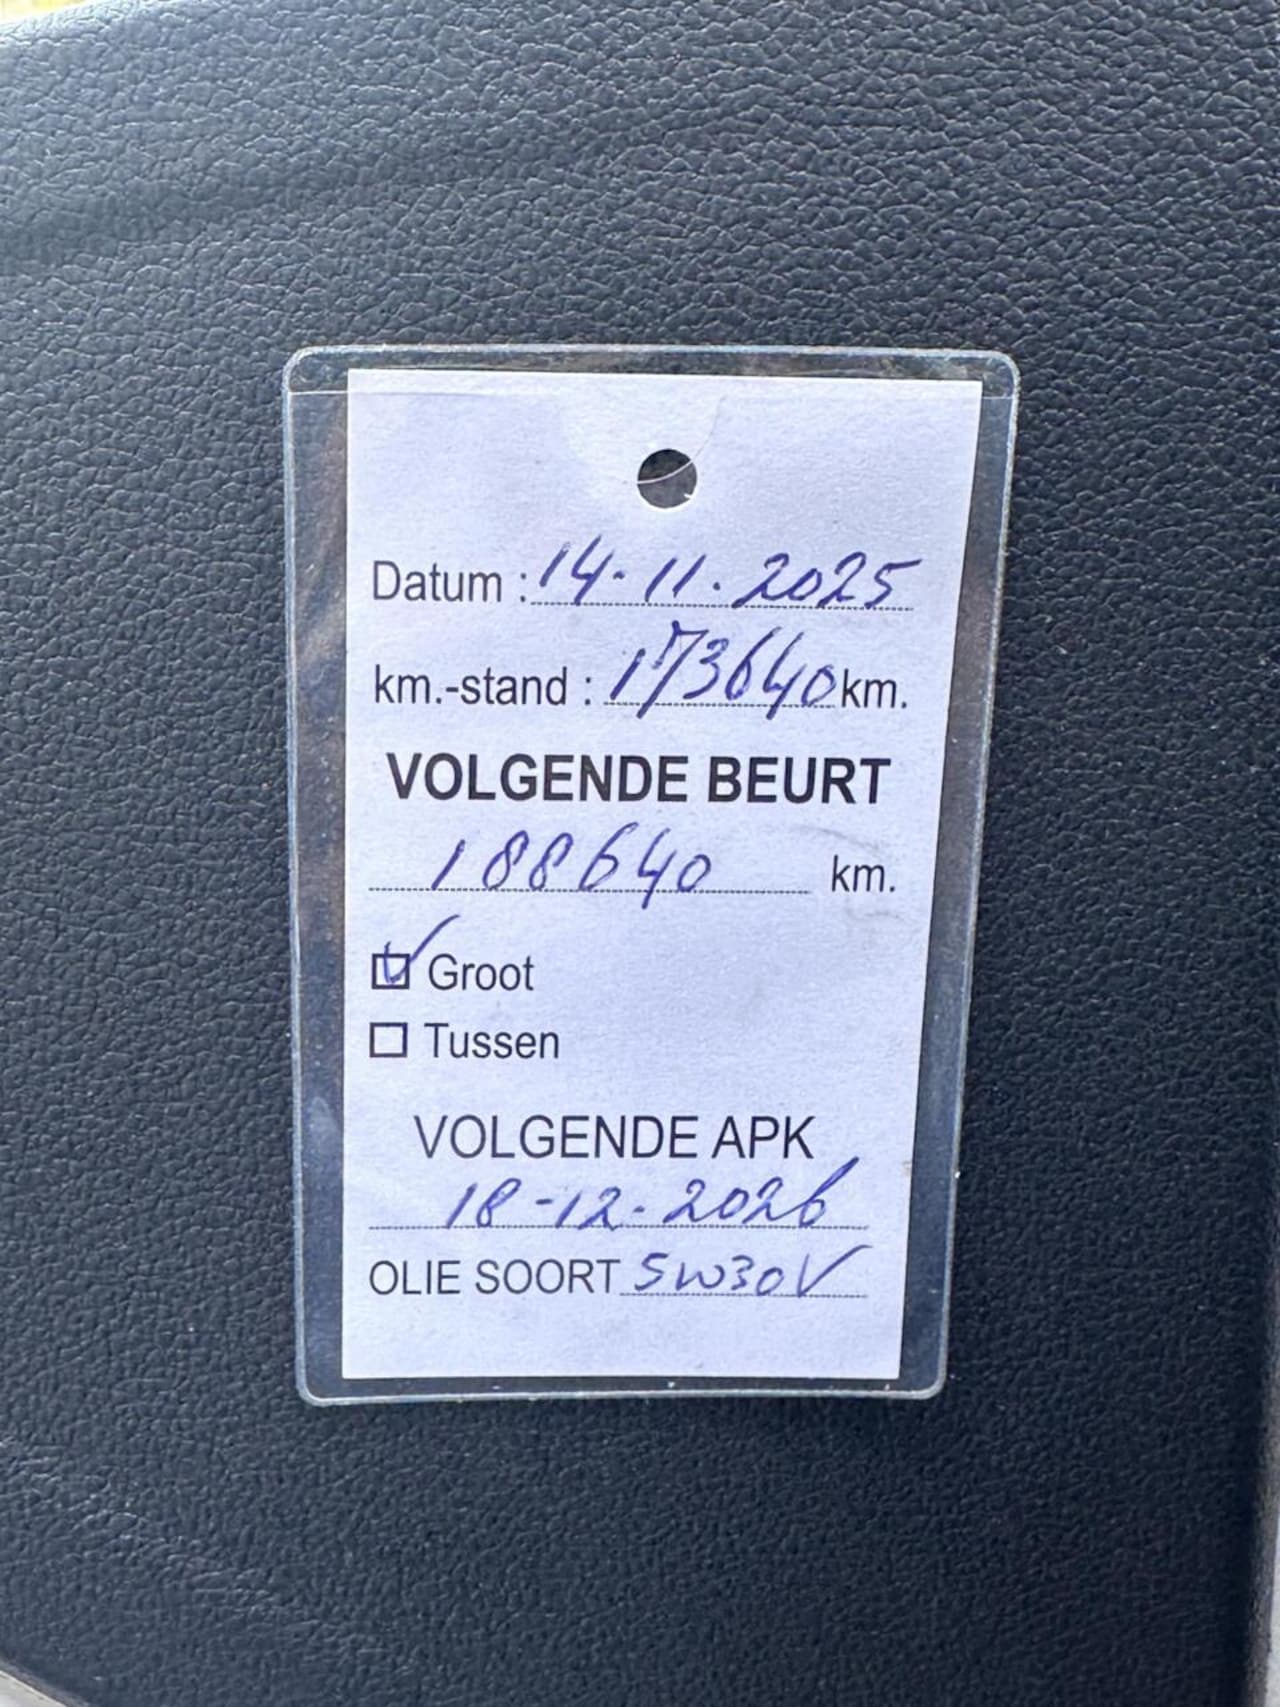 Datum : 14-11-2025
km.-stand : 173640 km.
VOLGENDE BEURT
188640 km.
☑ Groot
☐ Tussen
VOLGENDE APK
18-12-2026
OLIE SOORT 5W30V